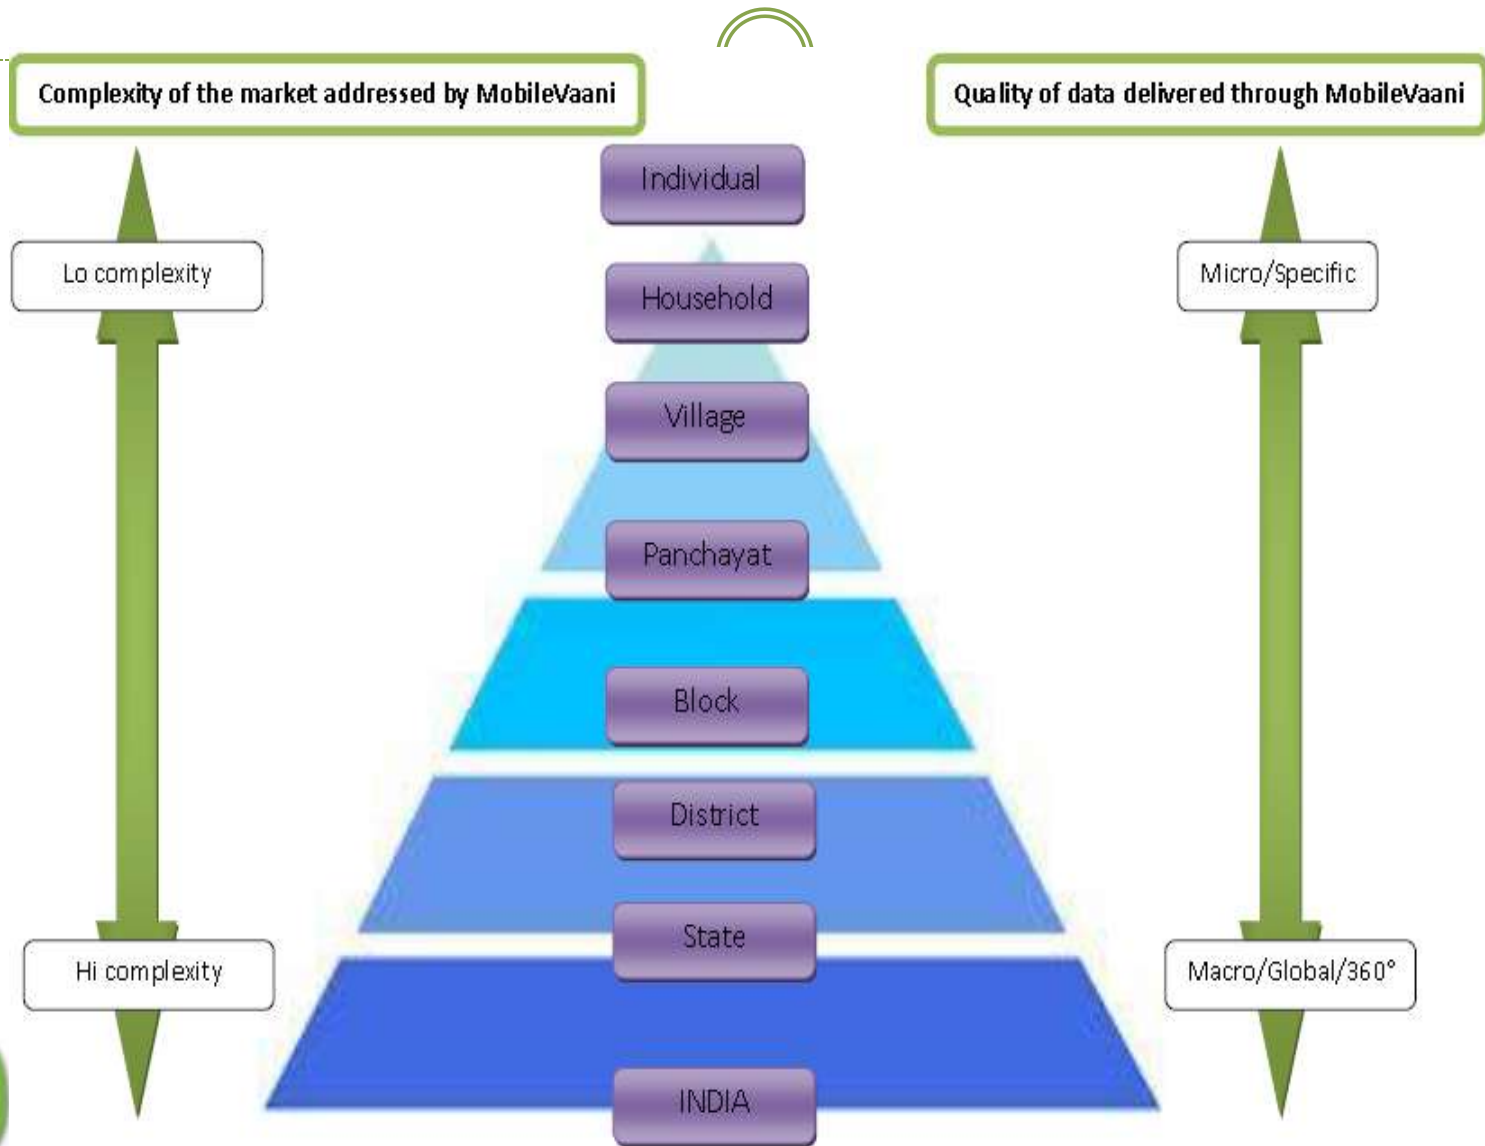 Complexity of the market addressed by MobileVaani
Quality of data delivered through MobileVaani
Individual
Lo complexity
Micro/Specific
Household
Village
Panchayat
Block
District
State
Hi complexity
Macro/Global/360°
INDIA